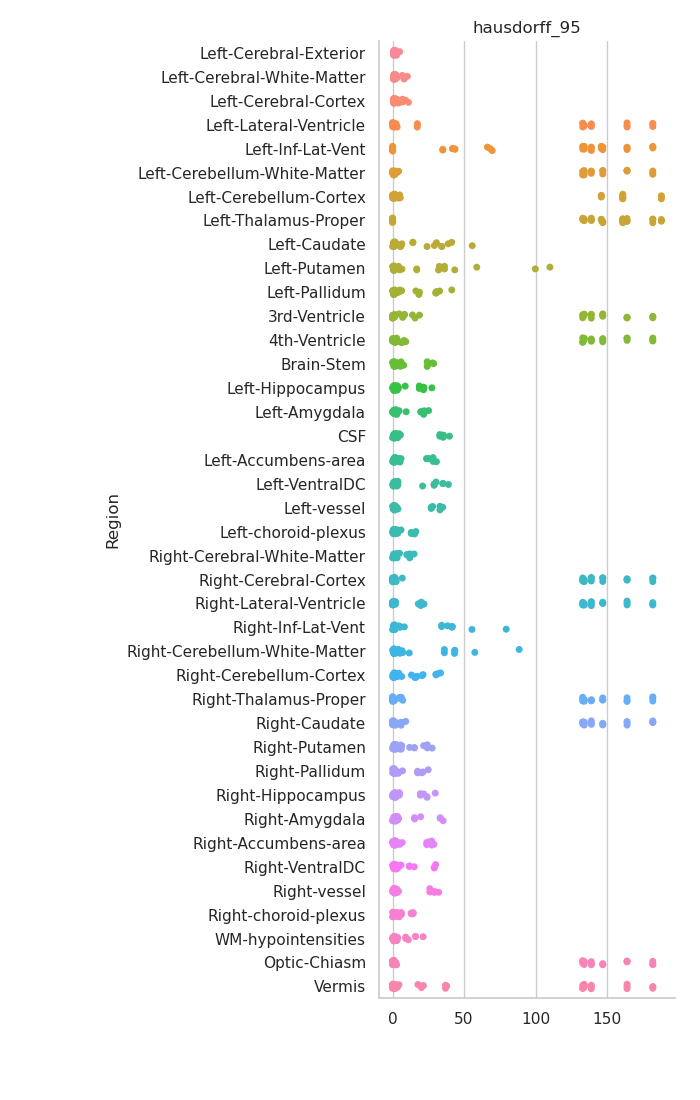 hausdorff_95
Left-Cerebral-Exterior
Left-Cerebral-White-Matter
Left-Cerebral-Cortex
Left-Lateral-Ventricle
Left-Inf-Lat-Vent
Left-Cerebellum-White-Matter
Left-Cerebellum-Cortex
Left-Thalamus-Proper
Left-Caudate
Left-Putamen
Left-Pallidum
3rd-Ventricle
4th-Ventricle
Brain-Stem
Left-Hippocampus
Left-Amygdala
CSF
Left-Accumbens-area
Left-VentralDC
Left-vessel
Left-choroid-plexus
Right-Cerebral-White-Matter
Right-Cerebral-Cortex
Right-Lateral-Ventricle
Right-Inf-Lat-Vent
Right-Cerebellum-White-Matter
Right-Cerebellum-Cortex
Right-Thalamus-Proper
Right-Caudate
Right-Putamen
Right-Pallidum
Right-Hippocampus
Right-Amygdala
Right-Accumbens-area
Right-VentralDC
Right-vessel
Right-choroid-plexus
WM-hypointensities
Optic-Chiasm
Vermis
Region
0 50 100 150